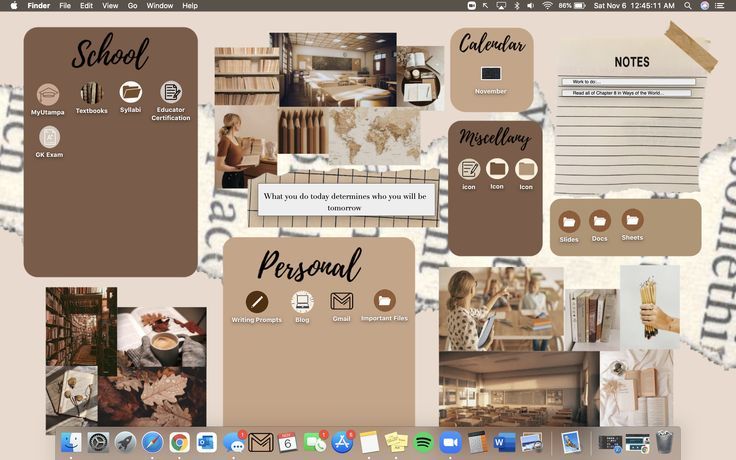 Finder File Edit View Go Window Help
86% Sat Nov 6 12:45:11 AM
School
MyUtampa
Textbooks
Syllabi
Educator
Certification
GK Exam
Calendar
November
NOTES
Work to do:...
Read all of Chapter 8 in Ways of the World...
Miscellany
icon
Icon
Icon
What you do today determines who you will be
tomorrow
Slides
Docs
Sheets
Personal
Writing Prompts
Blog
Gmail
Important Files
NOV
6